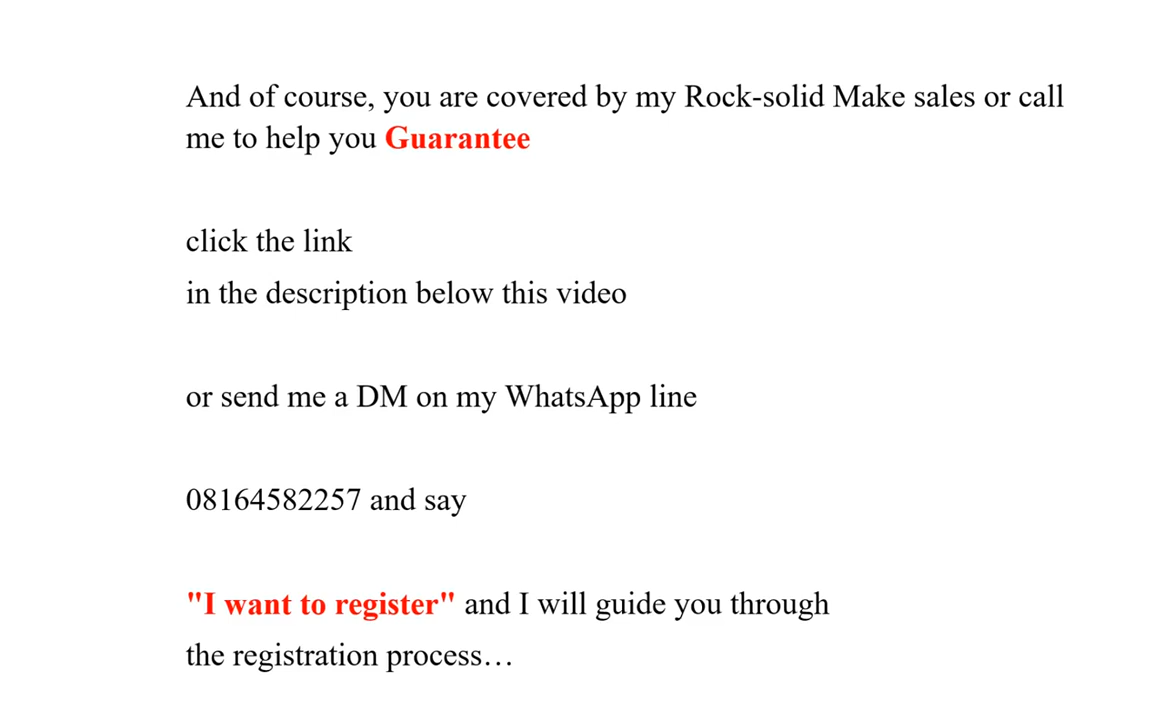 And of course, you are covered by my Rock-solid Make sales or call
me to help you Guarantee
click the link
in the description below this video
or send me a DM on my WhatsApp line
08164582257 and say
"I want to register" and I will guide you through
the registration process…